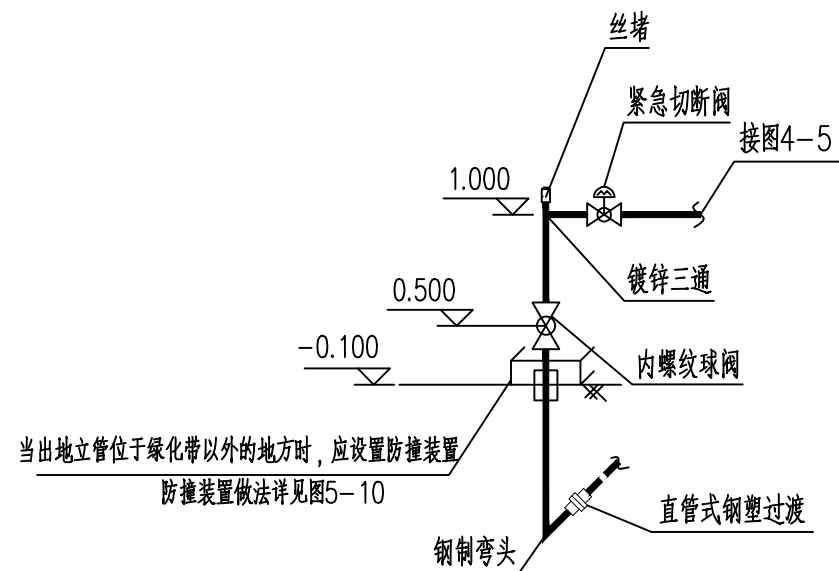 丝堵
紧急切断阀
接图4-5
1.000
镀锌三通
0.500
-0.100
内螺纹球阀
当出地立管位于绿化带以外的地方时,应设置防撞装置
防撞装置做法详见图5-10
直管式钢塑过渡
钢制弯头